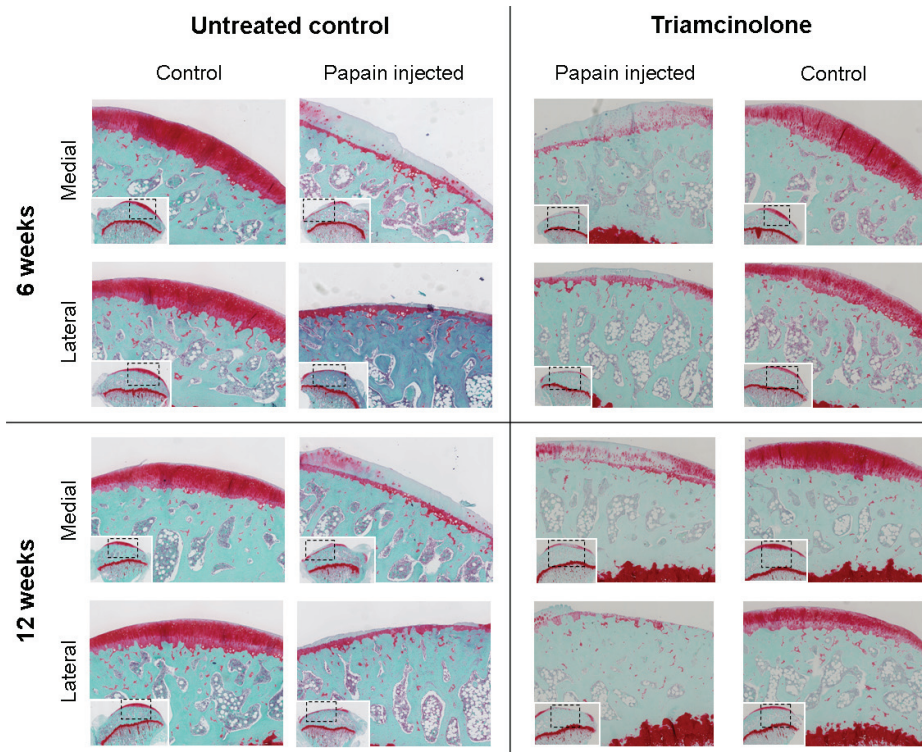 Untreated control
Triamcinolone
Control
Papain injected
Papain injected
Control
6 weeks
Medial
Lateral
12 weeks
Medial
Lateral